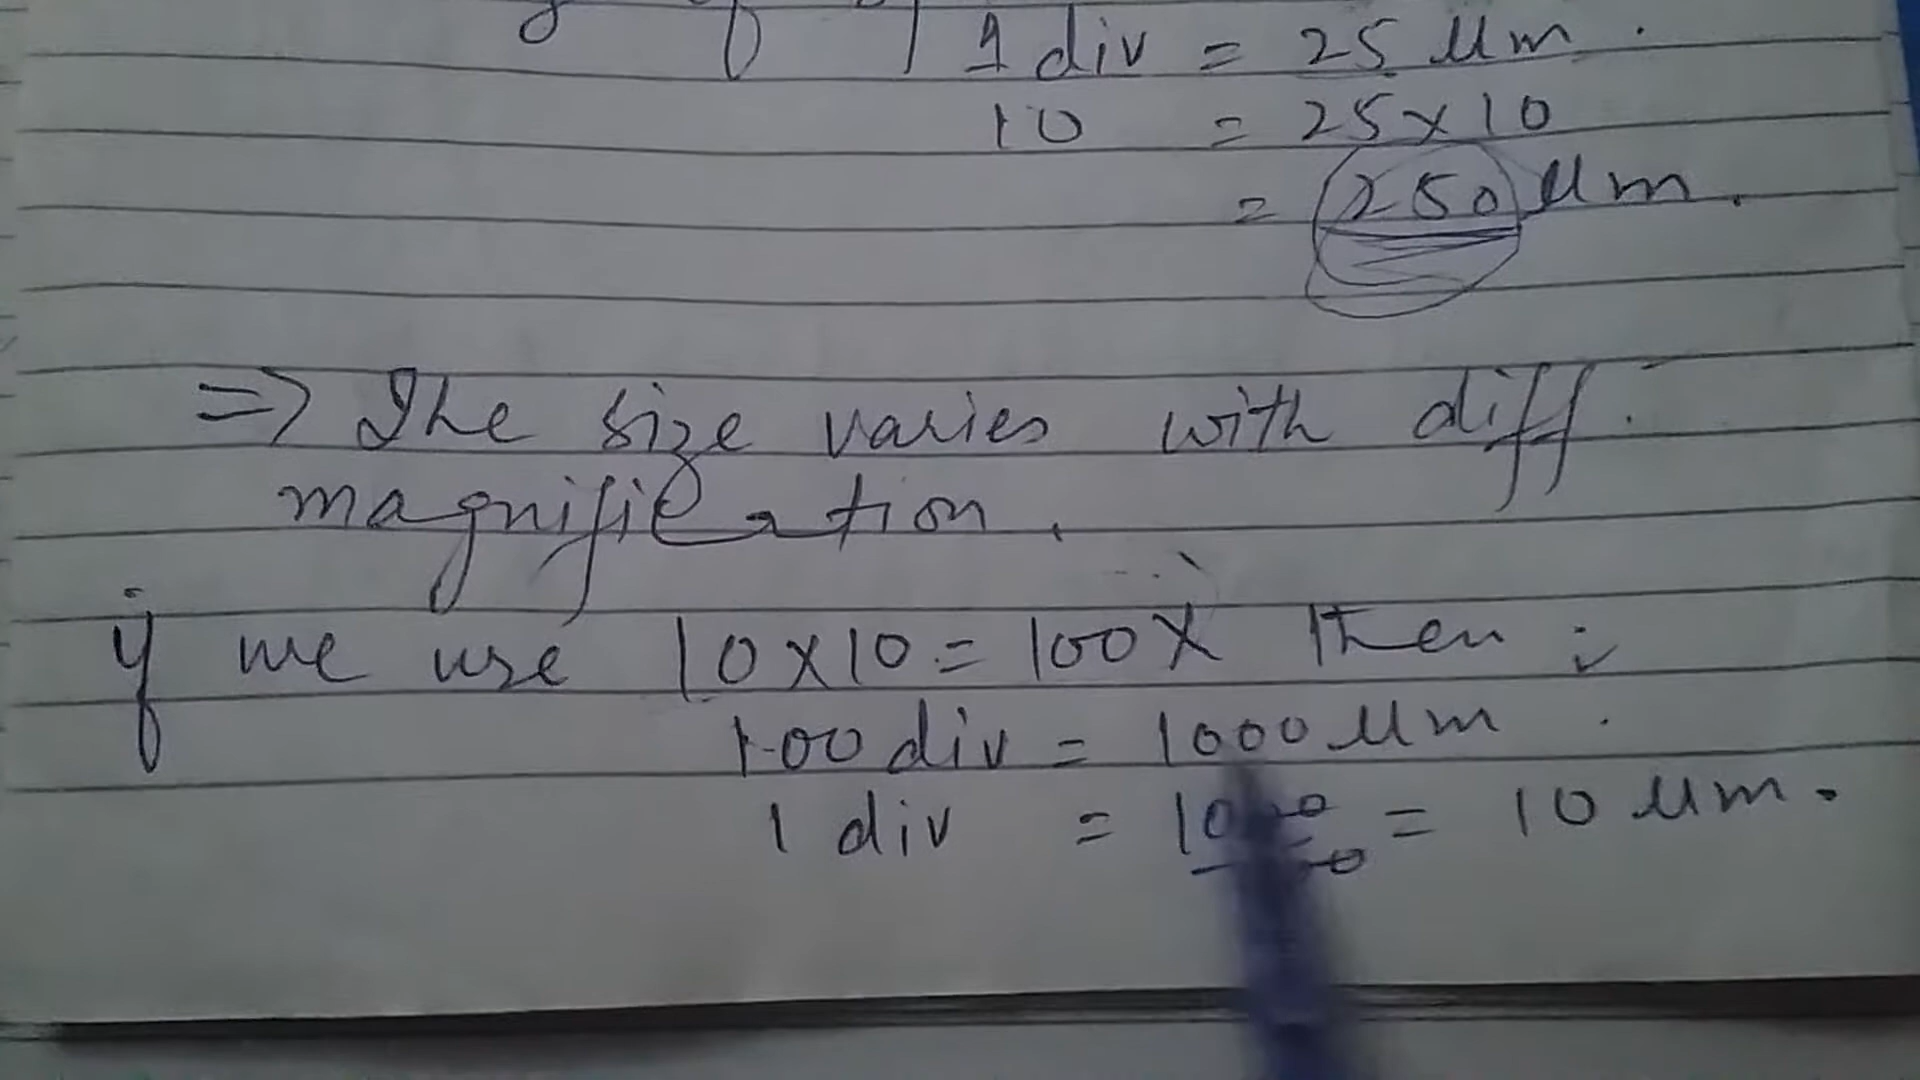 1 div = 25 μm.
10 = 25×10
= 250 μm.
=> The size varies with diff.
magnification.
if we use 10×10 = 100X then :
100 div = 1000 μm.
1 div = = 10 μm.